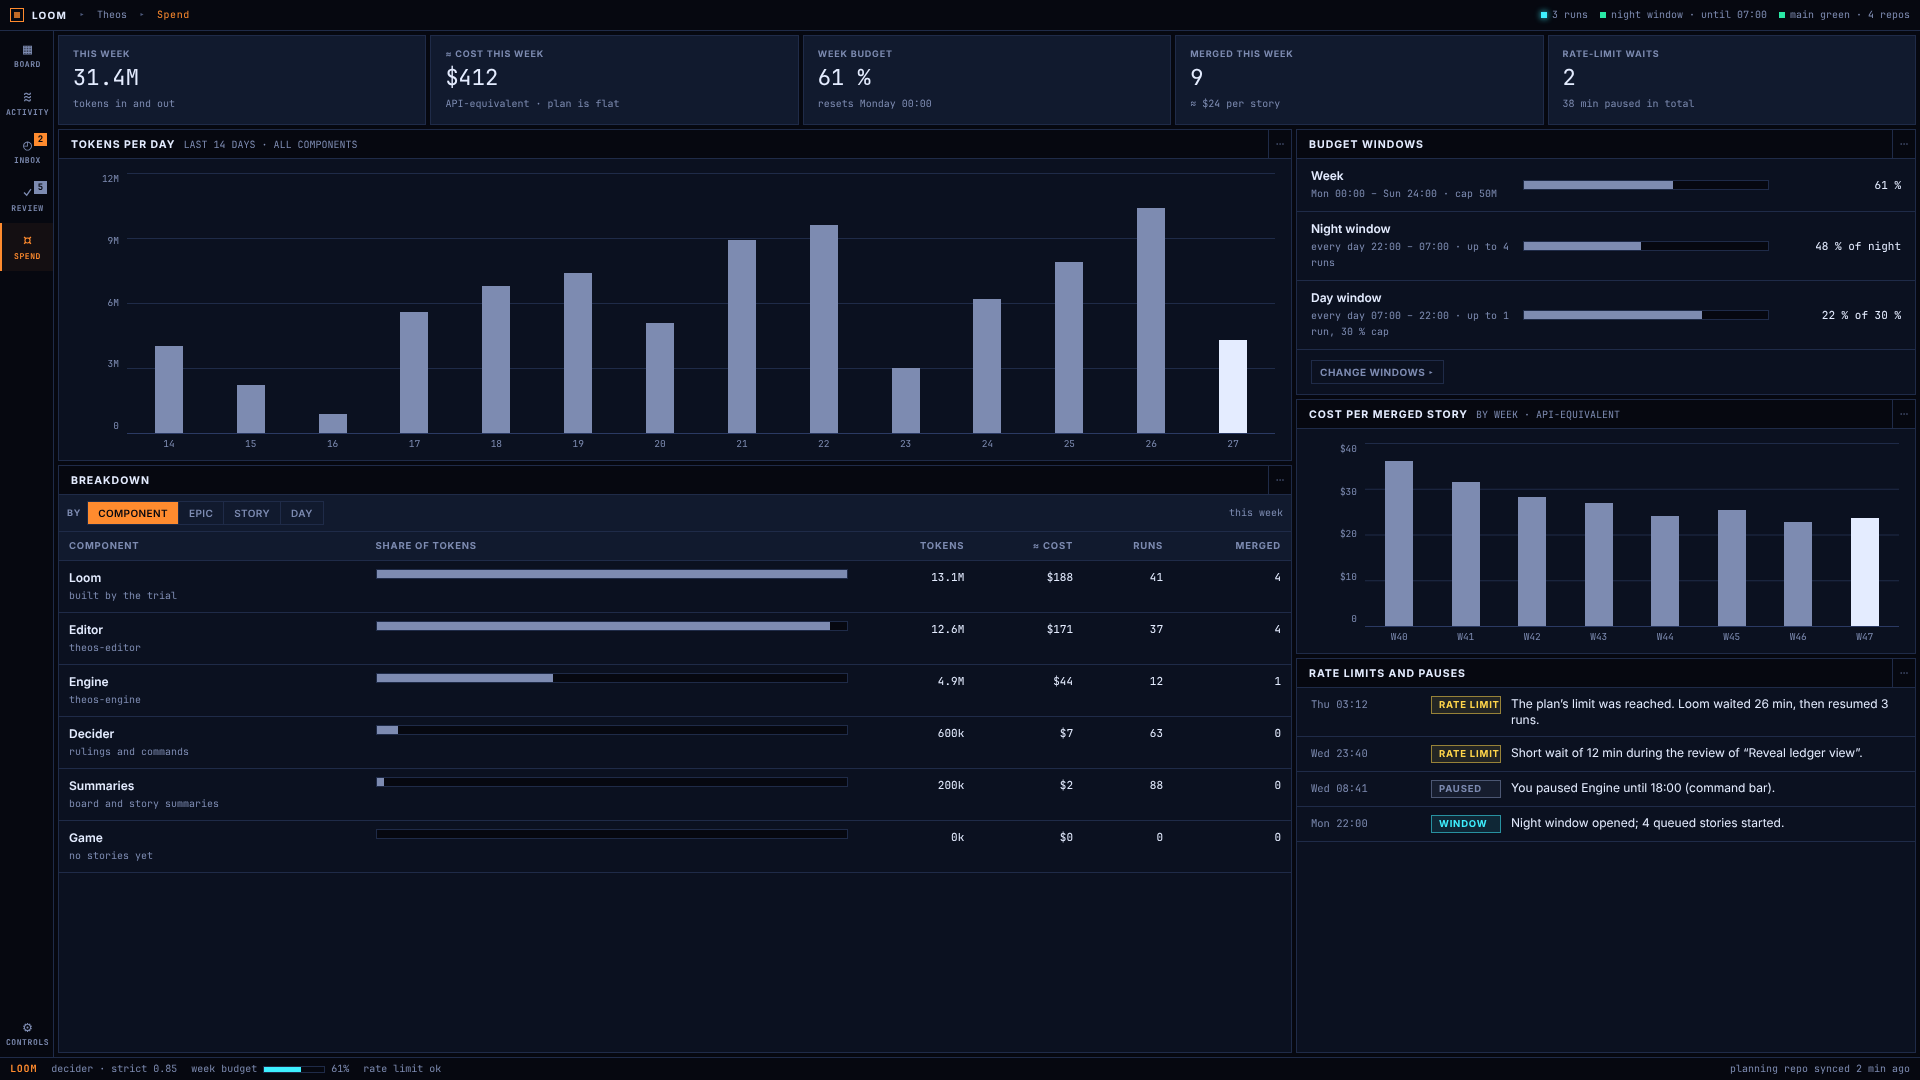 LOOM ▸ Theos ▸ Spend
3 runs night window · until 07:00 main green · 4 repos
BOARD
ACTIVITY
2
INBOX
5
REVIEW
SPEND
CONTROLS
THIS WEEK
31.4M
tokens in and out
≈ COST THIS WEEK
$412
API-equivalent · plan is flat
WEEK BUDGET
61 %
resets Monday 00:00
MERGED THIS WEEK
9
≈ $24 per story
RATE-LIMIT WAITS
2
38 min paused in total
TOKENS PER DAY LAST 14 DAYS · ALL COMPONENTS ⋯
12M
9M
6M
3M
0
14 15 16 17 18 19 20 21 22 23 24 25 26 27
BREAKDOWN ⋯
BY COMPONENT EPIC STORY DAY this week
COMPONENT SHARE OF TOKENS TOKENS ≈ COST RUNS MERGED
Loom 13.1M $188 41 4
built by the trial
Editor 12.6M $171 37 4
theos-editor
Engine 4.9M $44 12 1
theos-engine
Decider 600k $7 63 0
rulings and commands
Summaries 200k $2 88 0
board and story summaries
Game 0k $0 0 0
no stories yet
BUDGET WINDOWS ⋯
Week
Mon 00:00 – Sun 24:00 · cap 50M 61 %
Night window
every day 22:00 – 07:00 · up to 4 48 % of night
runs
Day window
every day 07:00 – 22:00 · up to 1 22 % of 30 %
run, 30 % cap
CHANGE WINDOWS ▸
COST PER MERGED STORY BY WEEK · API-EQUIVALENT ⋯
$40
$30
$20
$10
0
W40 W41 W42 W43 W44 W45 W46 W47
RATE LIMITS AND PAUSES ⋯
Thu 03:12 RATE LIMIT The plan’s limit was reached. Loom waited 26 min, then resumed 3
runs.
Wed 23:40 RATE LIMIT Short wait of 12 min during the review of “Reveal ledger view”.
Wed 08:41 PAUSED You paused Engine until 18:00 (command bar).
Mon 22:00 WINDOW Night window opened; 4 queued stories started.
LOOM decider · strict 0.85 week budget 61% rate limit ok planning repo synced 2 min ago